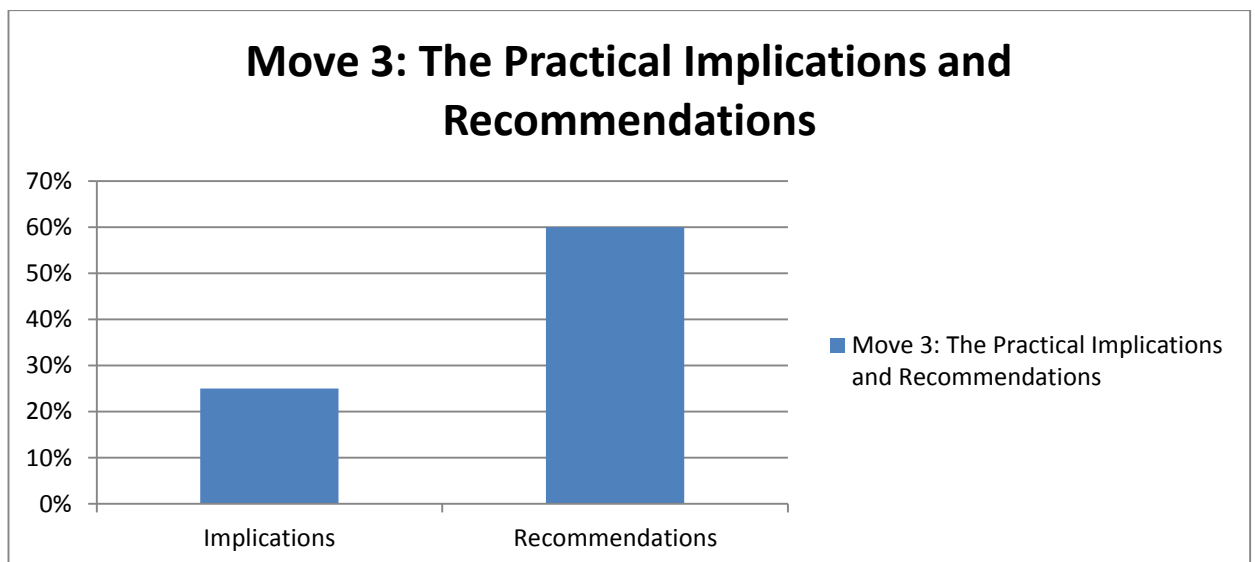 Move 3: The Practical Implications and
Recommendations
70%
60%
50%
40%
30%
20%
10%
0%
Implications
Recommendations
Move 3: The Practical Implications
and Recommendations